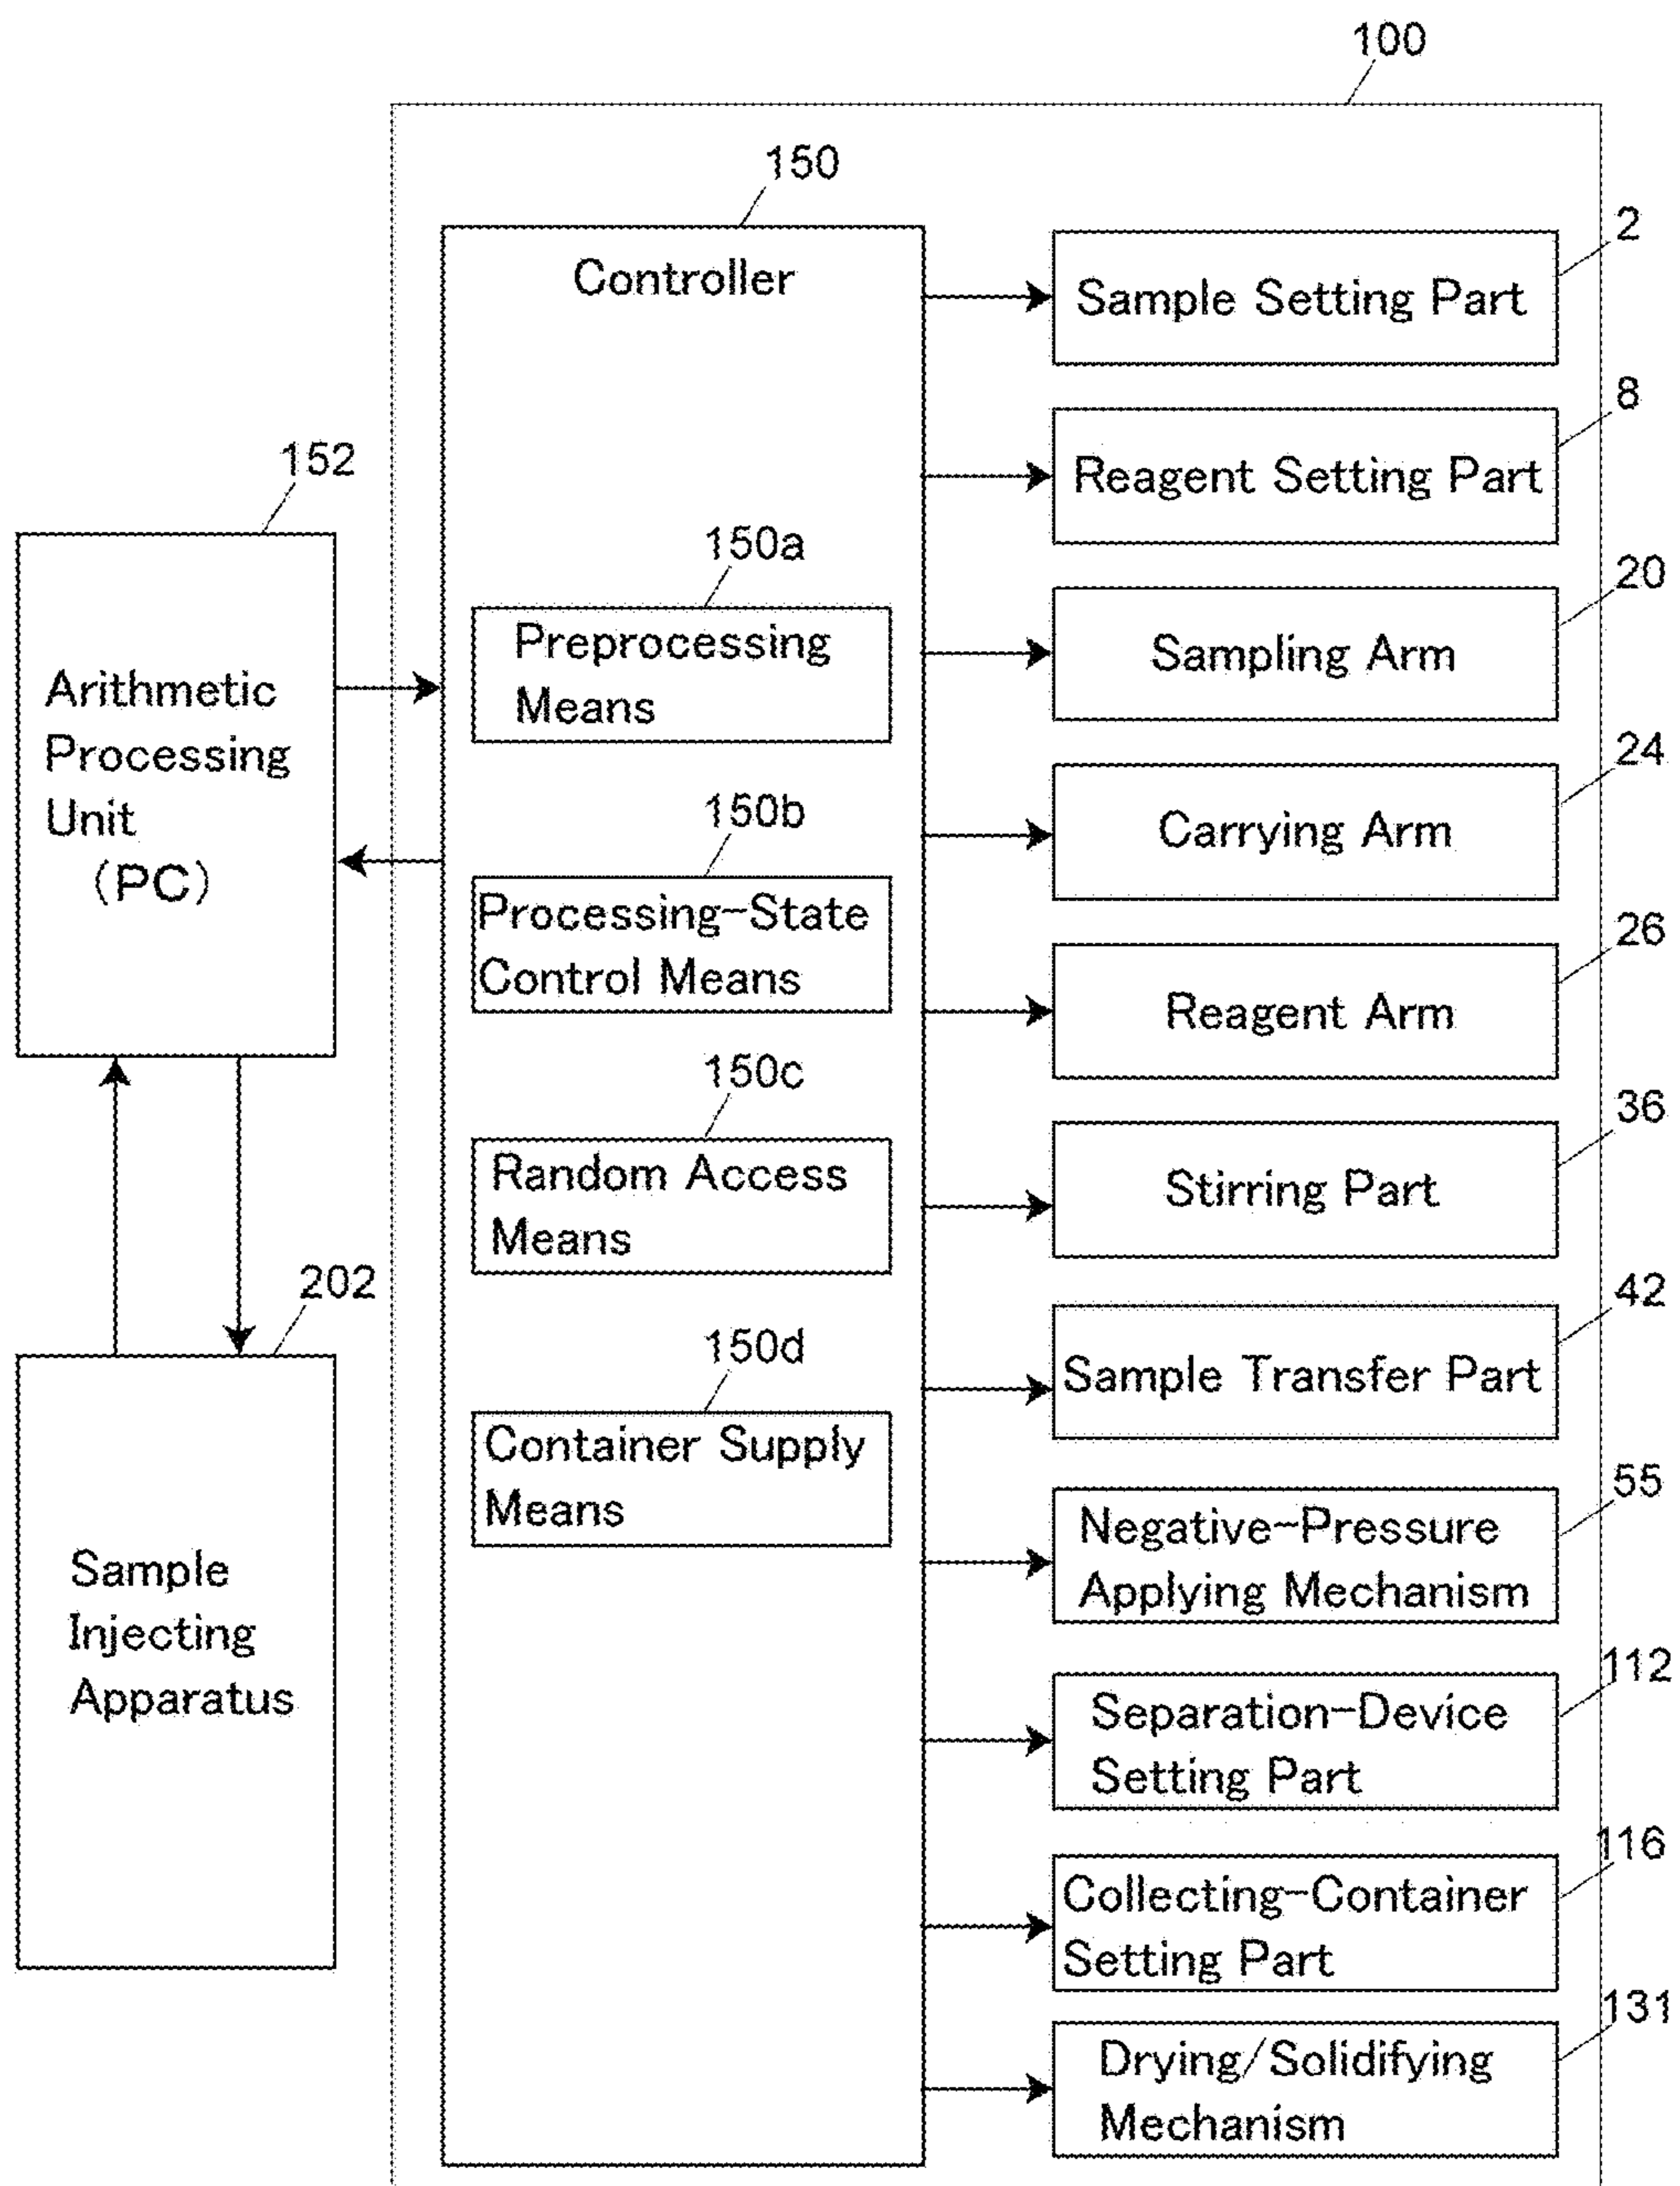 100
150
Controller
152
Arithmetic
Processing
Unit
(PC)
150a
Preprocessing
Means
150b
Processing-State
Control Means
150c
Random Access
Means
150d
Container Supply
Means
202
Sample
Injecting
Apparatus
2
Sample Setting Part
8
Reagent Setting Part
20
Sampling Arm
24
Carrying Arm
26
Reagent Arm
36
Stirring Part
42
Sample Transfer Part
55
Negative-Pressure
Applying Mechanism
112
Separation-Device
Setting Part
116
Collecting-Container
Setting Part
131
Drying/Solidifying
Mechanism